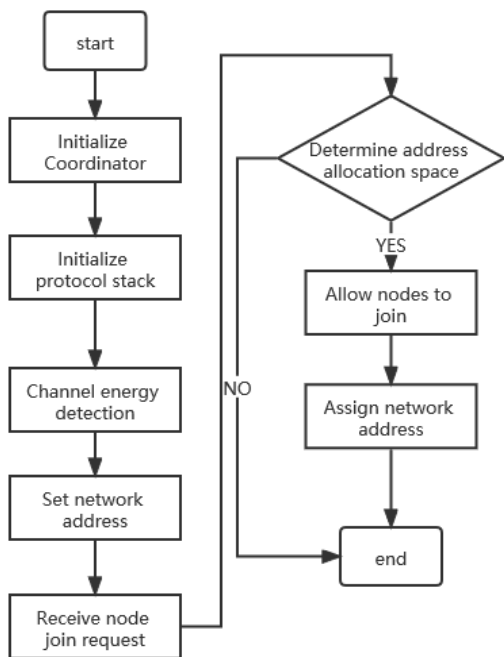 start
Initialize
Coordinator
Initialize
protocol stack
Channel energy
detection
Set network
address
Receive node
join request
Determine address
allocation space
YES
Allow nodes to
join
NO
Assign network
address
end